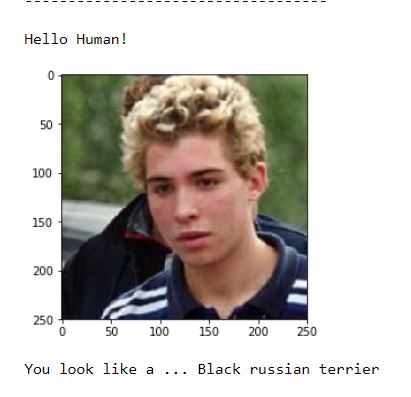 ----------------------------------
Hello Human!
0
50
100
150
200
250
0 50 100 150 200 250
You look like a ... Black russian terrier